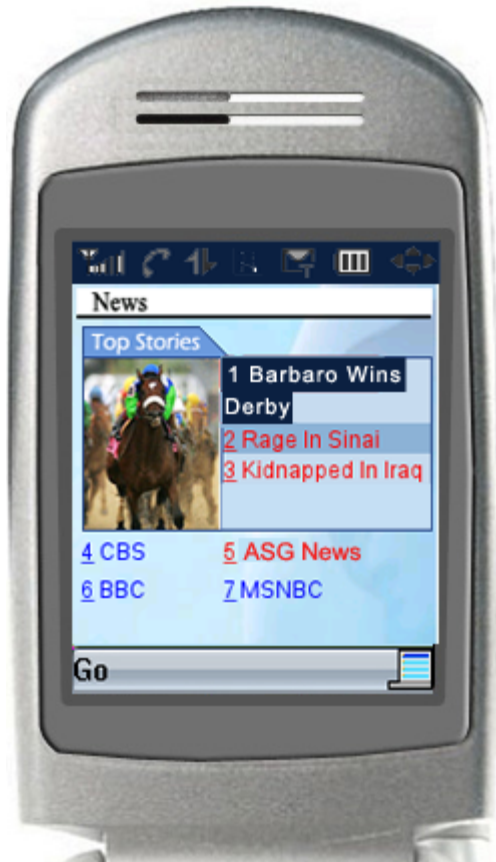 News
Top Stories
1 Barbaro Wins
Derby
2 Rage In Sinai
3 Kidnapped In Iraq
4 CBS 5 ASG News
6 BBC 7 MSNBC
Go